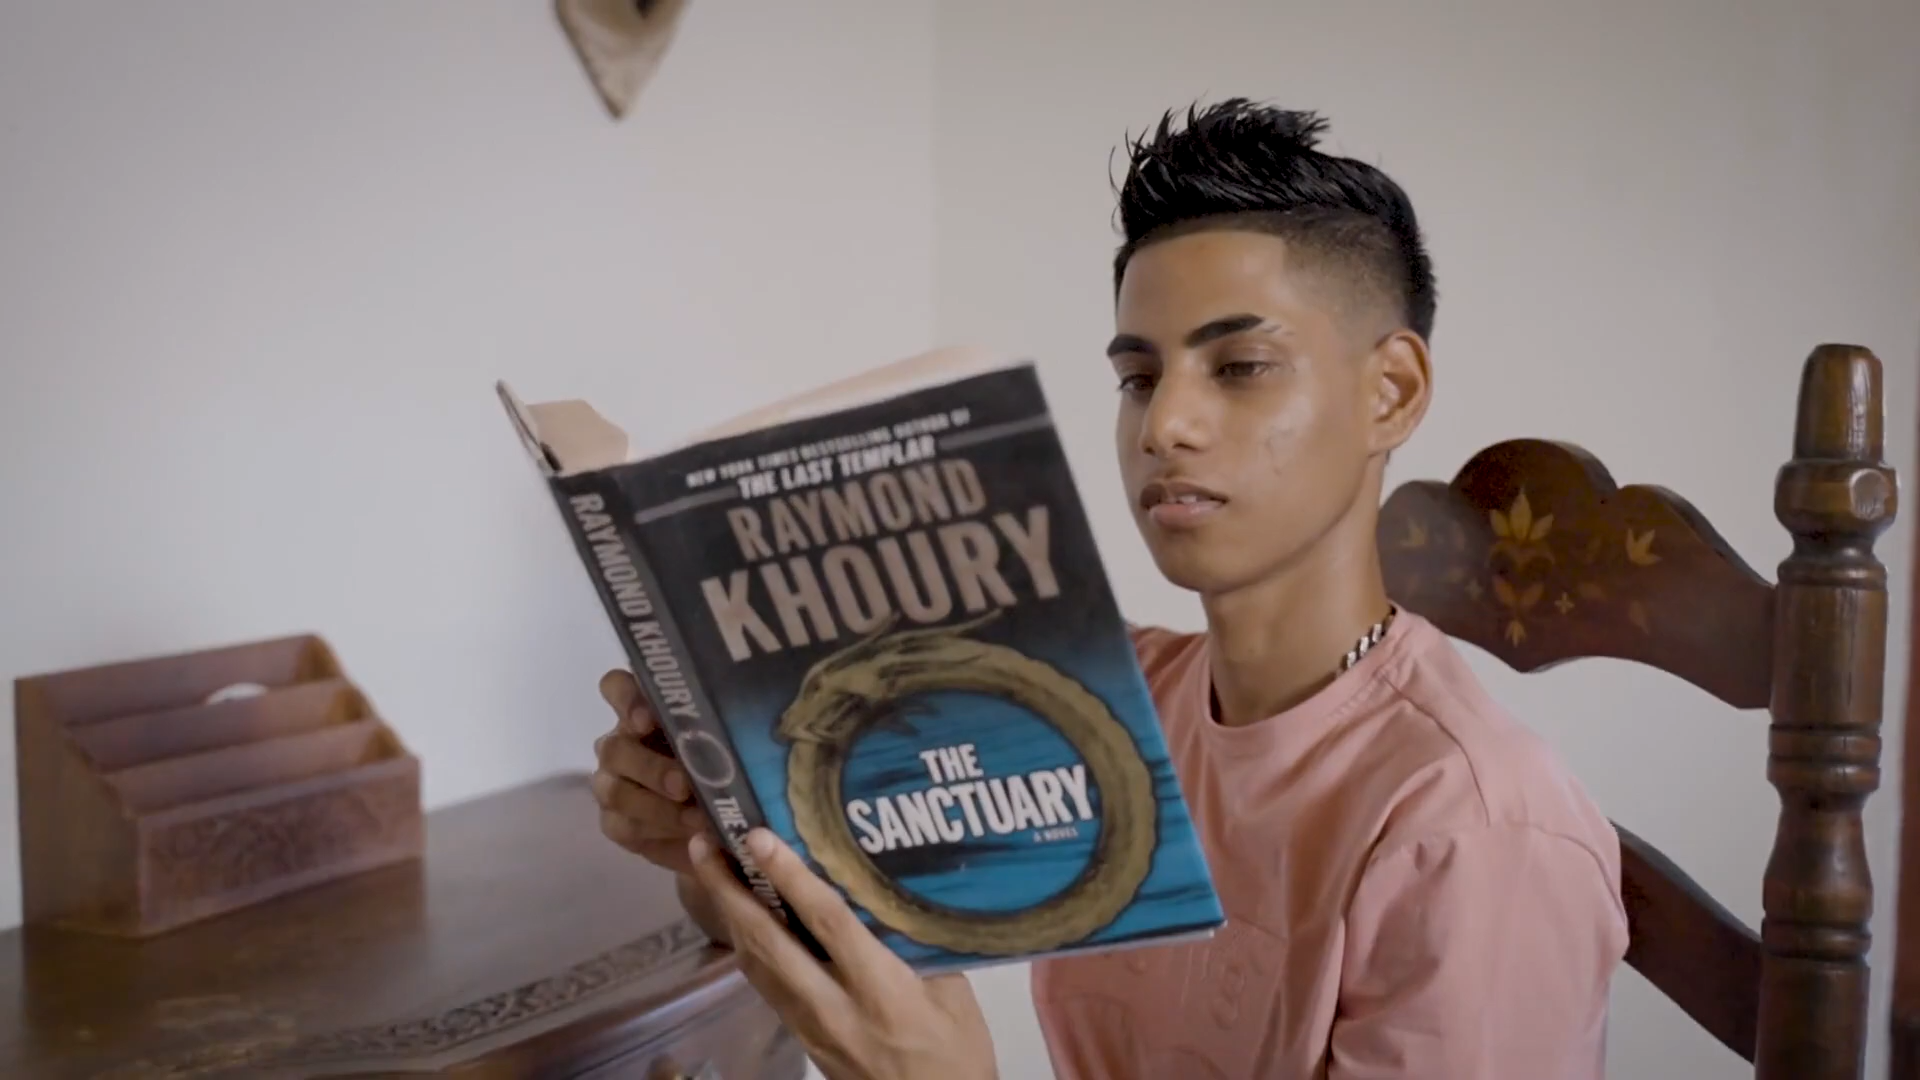 NEW YORK TIMES BESTSELLING AUTHOR OF
THE LAST TEMPLAR
RAYMOND
KHOURY
THE
SANCTUARY
A NOVEL
RAYMOND KHOURY
THE